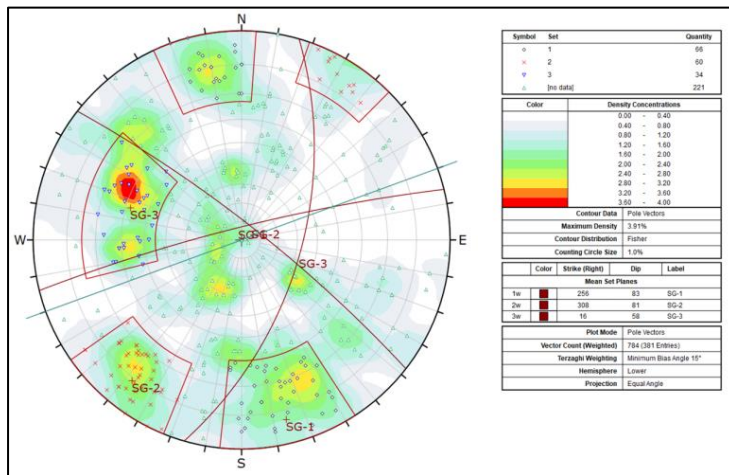 N
W
E
S
SG-3
SG-2
SG-3
SG-2
SG-1
Symbol Set Quantity
1 66
2 60
3 34
[no data] 221
Color Density Concentrations
0.00 - 0.40
0.40 - 0.80
0.80 - 1.20
1.20 - 1.60
1.60 - 2.00
2.00 - 2.40
2.40 - 2.80
2.80 - 3.20
3.20 - 3.60
3.60 - 4.00
Contour Data Pole Vectors
Maximum Density 3.91%
Contour Distribution Fisher
Counting Circle Size 1.0%
Color Strike (Right) Dip Label
Mean Set Planes
1w 256 83 SG-1
2w 308 81 SG-2
3w 16 58 SG-3
Plot Mode Pole Vectors
Vector Count (Weighted) 784 (381 Entries)
Terzaghi Weighting Minimum Bias Angle 15°
Hemisphere Lower
Projection Equal Angle